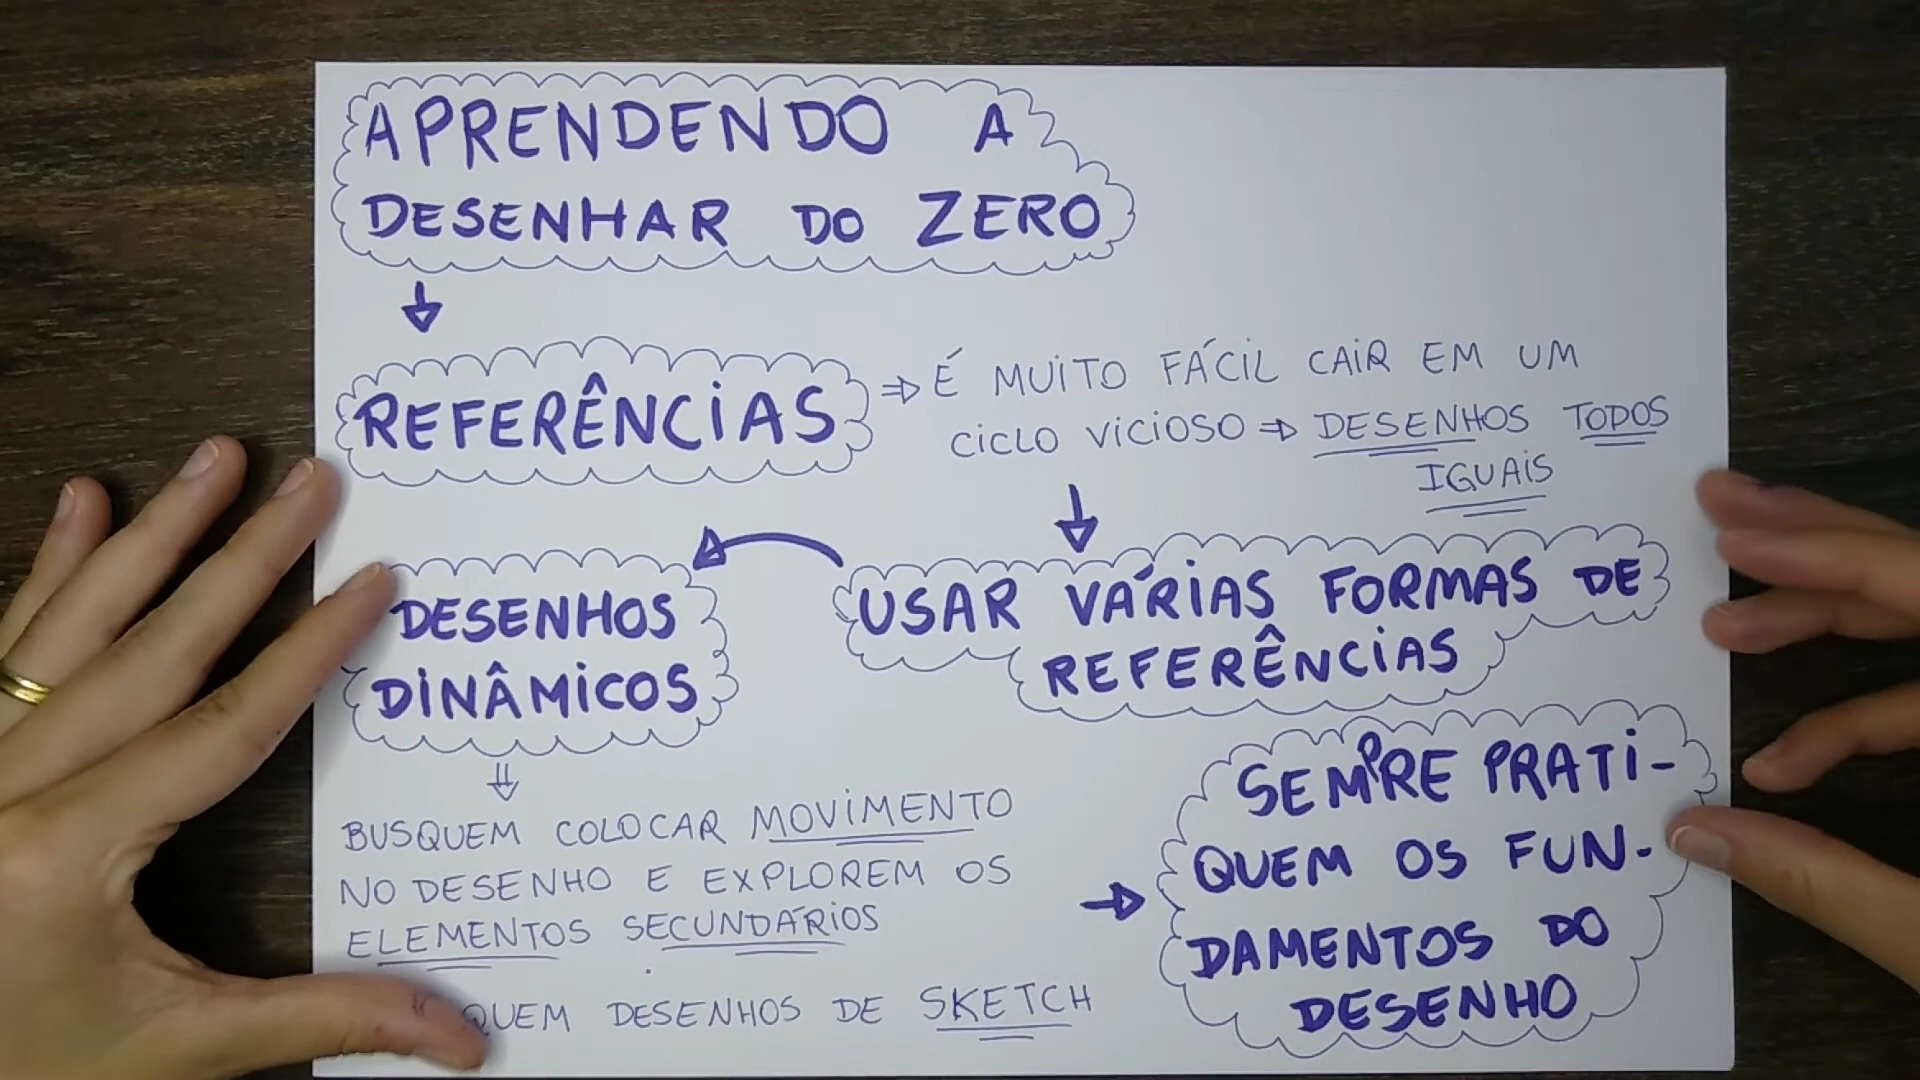 APRENDENDO A
DESENHAR DO ZERO
REFERÊNCIAS
⇒ É MUITO FÁCIL CAIR EM UM
CICLO VICIOSO ⇒ DESENHOS TODOS
IGUAIS
USAR VÁRIAS FORMAS DE
REFERÊNCIAS
DESENHOS
DINÂMICOS
BUSQUEM COLOCAR MOVIMENTO
NO DESENHO E EXPLOREM OS
ELEMENTOS SECUNDÁRIOS
DESENHOS DE SKETCH
SEMPRE PRATI-
QUEM OS FUN-
DAMENTOS DO
DESENHO